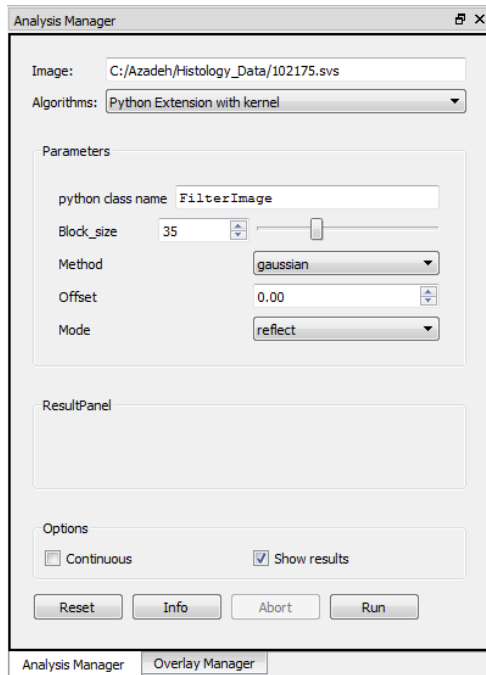 Analysis Manager
Image: C:/Azadeh/Histology_Data/102175.svs
Algorithms: Python Extension with kernel
Parameters
python class name FilterImage
Block_size 35
Method gaussian
Offset 0.00
Mode reflect
ResultPanel
Options
Continuous Show results
Reset Info Abort Run
Analysis Manager Overlay Manager